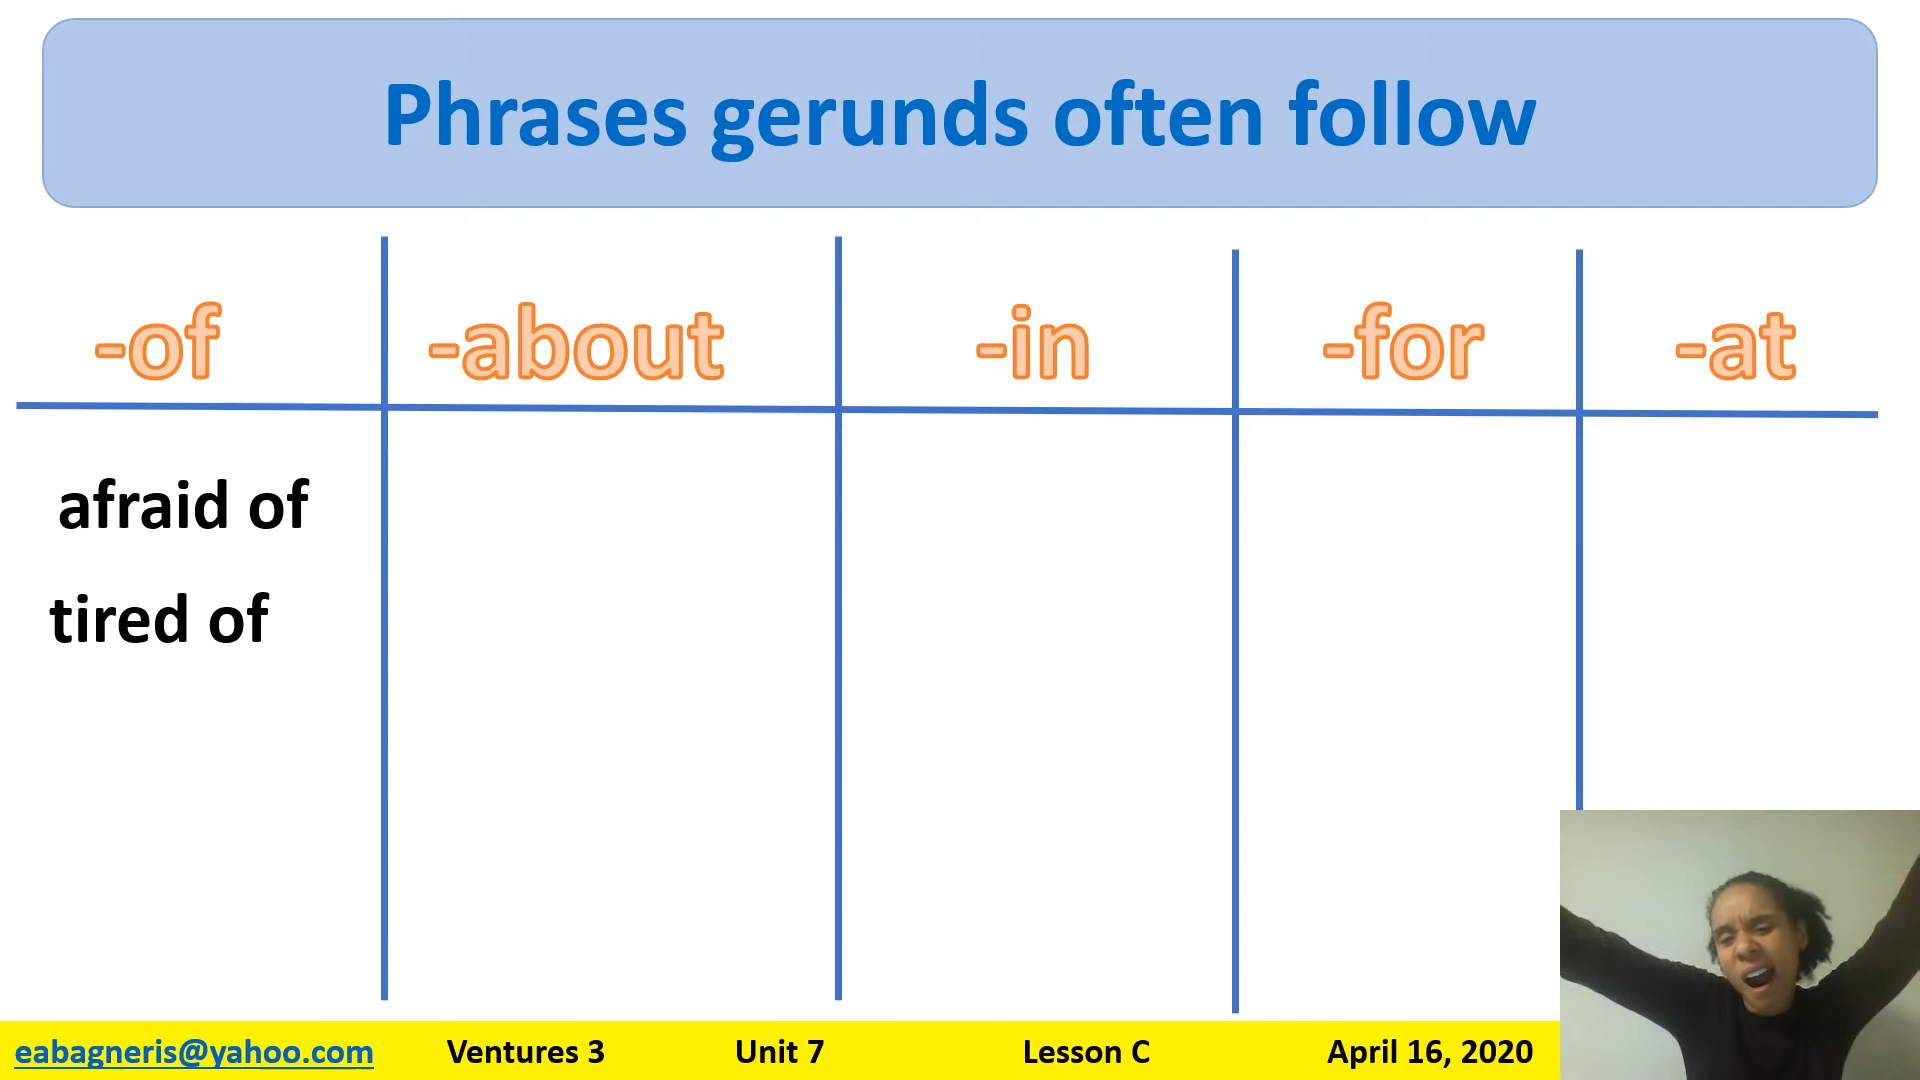 Phrases gerunds often follow
-of -about -in -for -at
afraid of
tired of
eabagneris@yahoo.com Ventures 3 Unit 7 Lesson C April 16, 2020